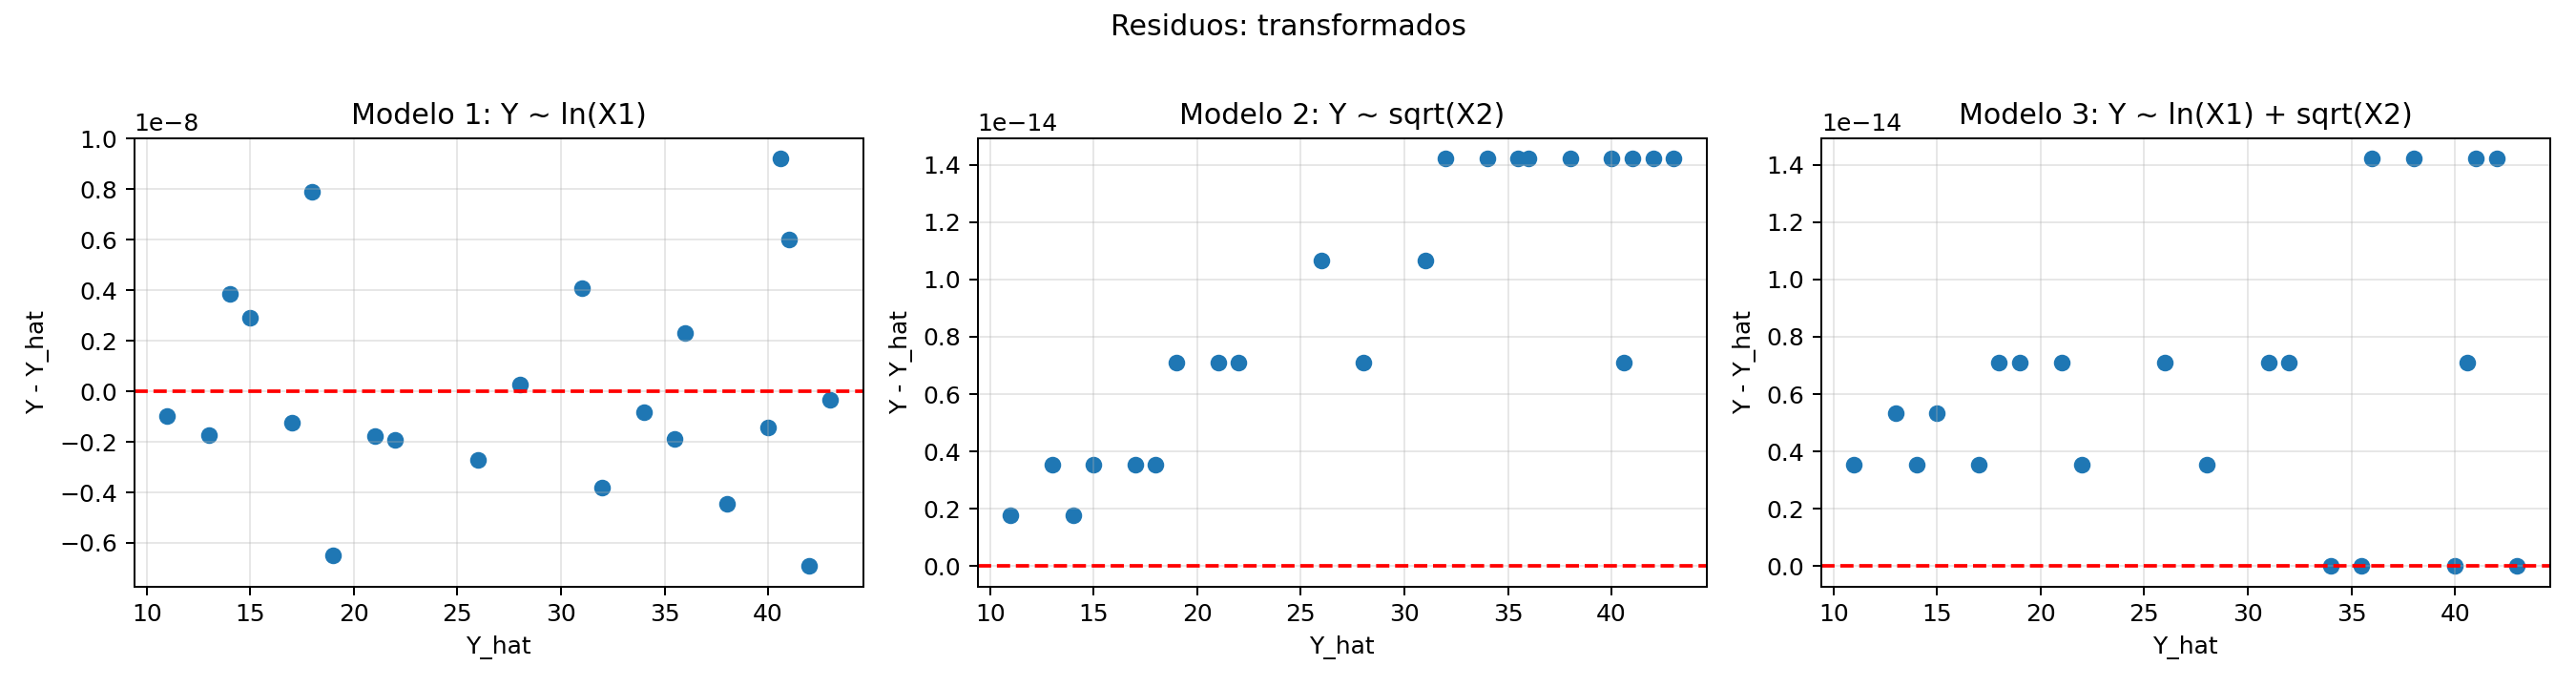 Residuos: transformados
Modelo 1: Y ~ ln(X1)
1e−8
1.0
0.8
0.6
0.4
0.2
0.0
−0.2
−0.4
−0.6
Y - Y_hat
10 15 20 25 30 35 40
Y_hat
Modelo 2: Y ~ sqrt(X2)
1e−14
1.4
1.2
1.0
0.8
0.6
0.4
0.2
0.0
Y - Y_hat
10 15 20 25 30 35 40
Y_hat
Modelo 3: Y ~ ln(X1) + sqrt(X2)
1e−14
1.4
1.2
1.0
0.8
0.6
0.4
0.2
0.0
Y - Y_hat
10 15 20 25 30 35 40
Y_hat